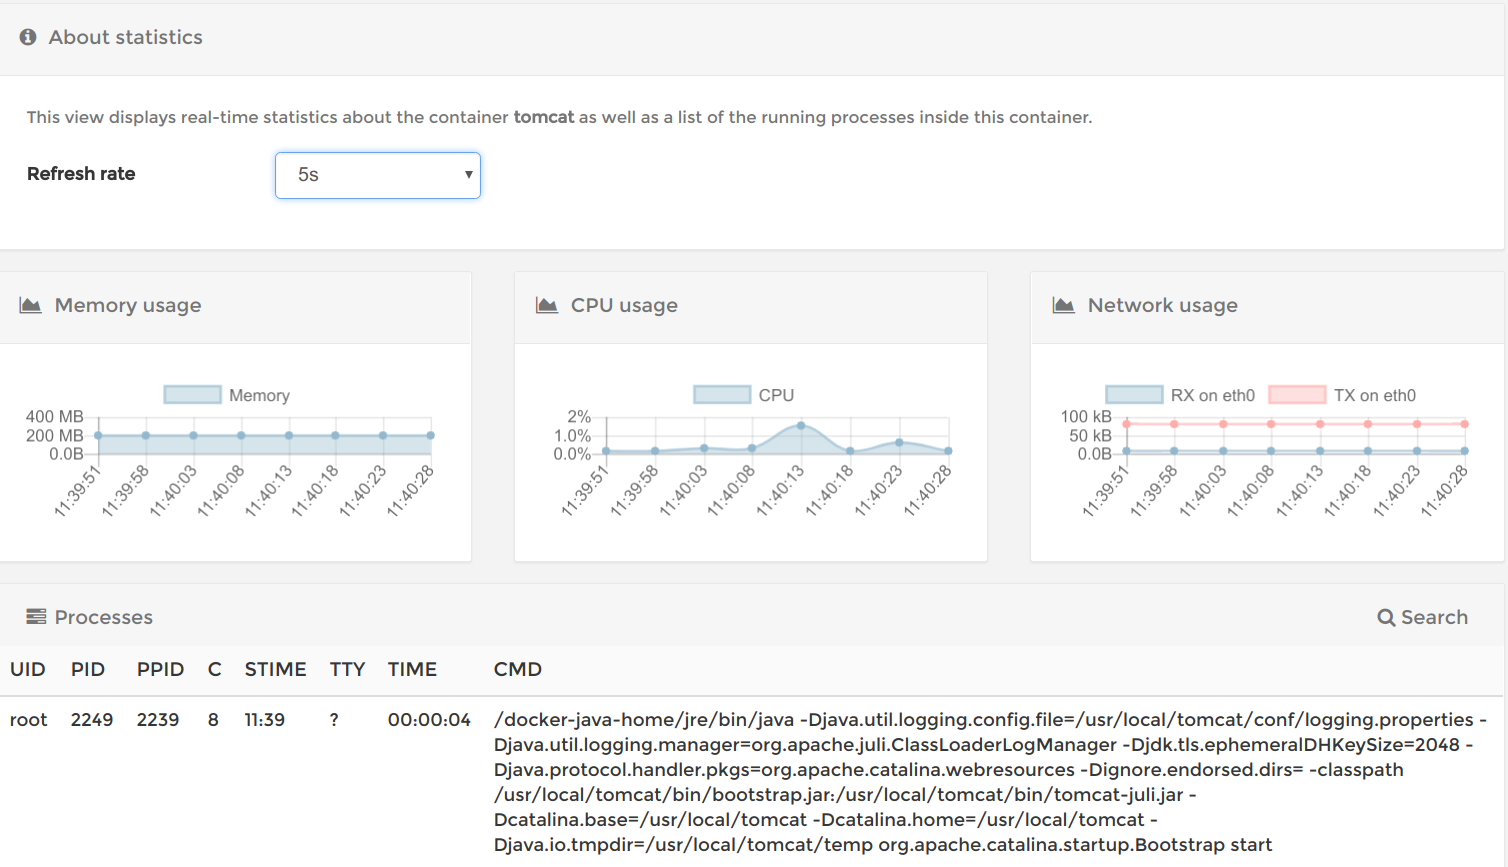 About statistics
This view displays real-time statistics about the container tomcat as well as a list of the running processes inside this container.
Refresh rate
5s
Memory usage
Memory
400 MB
200 MB
0.0B
11:39:51
11:39:58
11:40:03
11:40:08
11:40:13
11:40:18
11:40:23
11:40:28
CPU usage
CPU
2%
1.0%
0.0%
11:39:51
11:39:58
11:40:03
11:40:08
11:40:13
11:40:18
11:40:23
11:40:28
Network usage
RX on eth0 TX on eth0
100 kB
50 kB
0.0B
11:39:51
11:39:58
11:40:03
11:40:08
11:40:13
11:40:18
11:40:23
11:40:28
Processes Search
UID PID PPID C STIME TTY TIME CMD
root 2249 2239 8 11:39 ? 00:00:04 /docker-java-home/jre/bin/java -Djava.util.logging.config.file=/usr/local/tomcat/conf/logging.properties -
Djava.util.logging.manager=org.apache.juli.ClassLoaderLogManager -Djdk.tls.ephemeralDHKeySize=2048 -
Djava.protocol.handler.pkgs=org.apache.catalina.webresources -Dignore.endorsed.dirs= -classpath
/usr/local/tomcat/bin/bootstrap.jar:/usr/local/tomcat/bin/tomcat-juli.jar -
Dcatalina.base=/usr/local/tomcat -Dcatalina.home=/usr/local/tomcat -
Djava.io.tmpdir=/usr/local/tomcat/temp org.apache.catalina.startup.Bootstrap start